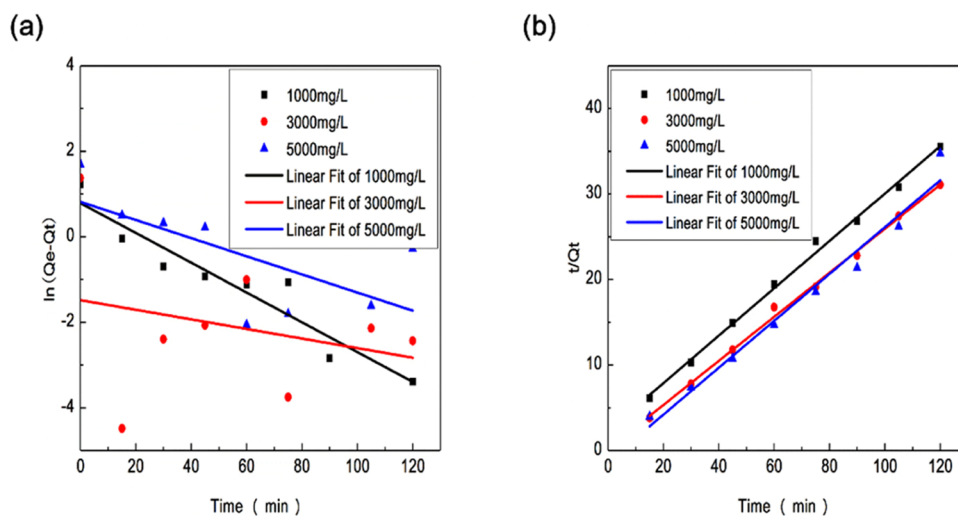 (a)
4
2
0
-2
-4
0
20
40
60
80
100
120
ln(Qe-Qt)
Time ( min)
1000mg/L
3000mg/L
5000mg/L
Linear Fit of 1000mg/L
Linear Fit of 3000mg/L
Linear Fit of 5000mg/L
(b)
40
30
20
10
0
0
20
40
60
80
100
120
t/Qt
Time ( min)
1000mg/L
3000mg/L
5000mg/L
Linear Fit of 1000mg/L
Linear Fit of 3000mg/L
Linear Fit of 5000mg/L